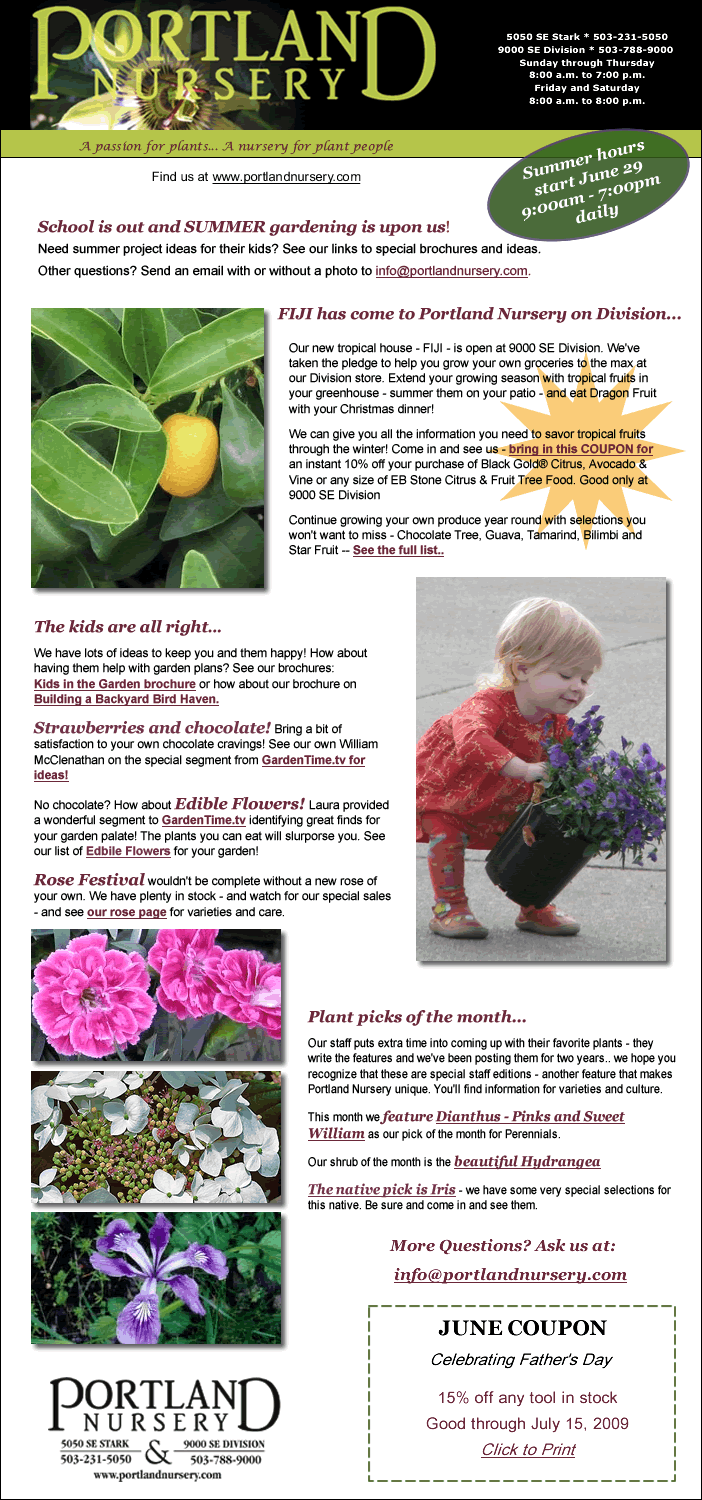 PORTLAND
NURSERY
5050 SE Stark * 503-231-5050
9000 SE Division * 503-788-9000
Sunday through Thursday
8:00 a.m. to 7:00 p.m.
Friday and Saturday
8:00 a.m. to 8:00 p.m.
A passion for plants... A nursery for plant people
Find us at www.portlandnursery.com
Summer hours
start June 29
9:00am - 7:00pm
daily
School is out and SUMMER gardening is upon us!
Need summer project ideas for their kids? See our links to special brochures and ideas.
Other questions? Send an email with or without a photo to info@portlandnursery.com.
FIJI has come to Portland Nursery on Division...
Our new tropical house - FIJI - is open at 9000 SE Division. We've
taken the pledge to help you grow your own groceries to the max at
our Division store. Extend your growing season with tropical fruits in
your greenhouse - summer them on your patio - and eat Dragon Fruit
with your Christmas dinner!
We can give you all the information you need to savor tropical fruits
through the winter! Come in and see us - bring in this COUPON for
an instant 10% off your purchase of Black Gold® Citrus, Avocado &
Vine or any size of EB Stone Citrus & Fruit Tree Food. Good only at
9000 SE Division
Continue growing your own produce year round with selections you
won't want to miss - Chocolate Tree, Guava, Tamarind, Bilimbi and
Star Fruit -- See the full list..
The kids are all right...
We have lots of ideas to keep you and them happy! How about
having them help with garden plans? See our brochures:
Kids in the Garden brochure or how about our brochure on
Building a Backyard Bird Haven.
Strawberries and chocolate! Bring a bit of
satisfaction to your own chocolate cravings! See our own William
McClenathan on the special segment from GardenTime.tv for
ideas!
No chocolate? How about Edible Flowers! Laura provided
a wonderful segment to GardenTime.tv identifying great finds for
your garden palate! The plants you can eat will slurporse you. See
our list of Edbile Flowers for your garden!
Rose Festival wouldn't be complete without a new rose of
your own. We have plenty in stock - and watch for our special sales
- and see our rose page for varieties and care.
Plant picks of the month...
Our staff puts extra time into coming up with their favorite plants - they
write the features and we've been posting them for two years.. we hope you
recognize that these are special staff editions - another feature that makes
Portland Nursery unique. You'll find information for varieties and culture.
This month we feature Dianthus - Pinks and Sweet
William as our pick of the month for Perennials.
Our shrub of the month is the beautiful Hydrangea
The native pick is Iris - we have some very special selections for
this native. Be sure and come in and see them.
More Questions? Ask us at:
info@portlandnursery.com
JUNE COUPON
Celebrating Father's Day
15% off any tool in stock
Good through July 15, 2009
Click to Print
PORTLAND
NURSERY
5050 SE STARK & 9000 SE DIVISION
503-231-5050 503-788-9000
www.portlandnursery.com